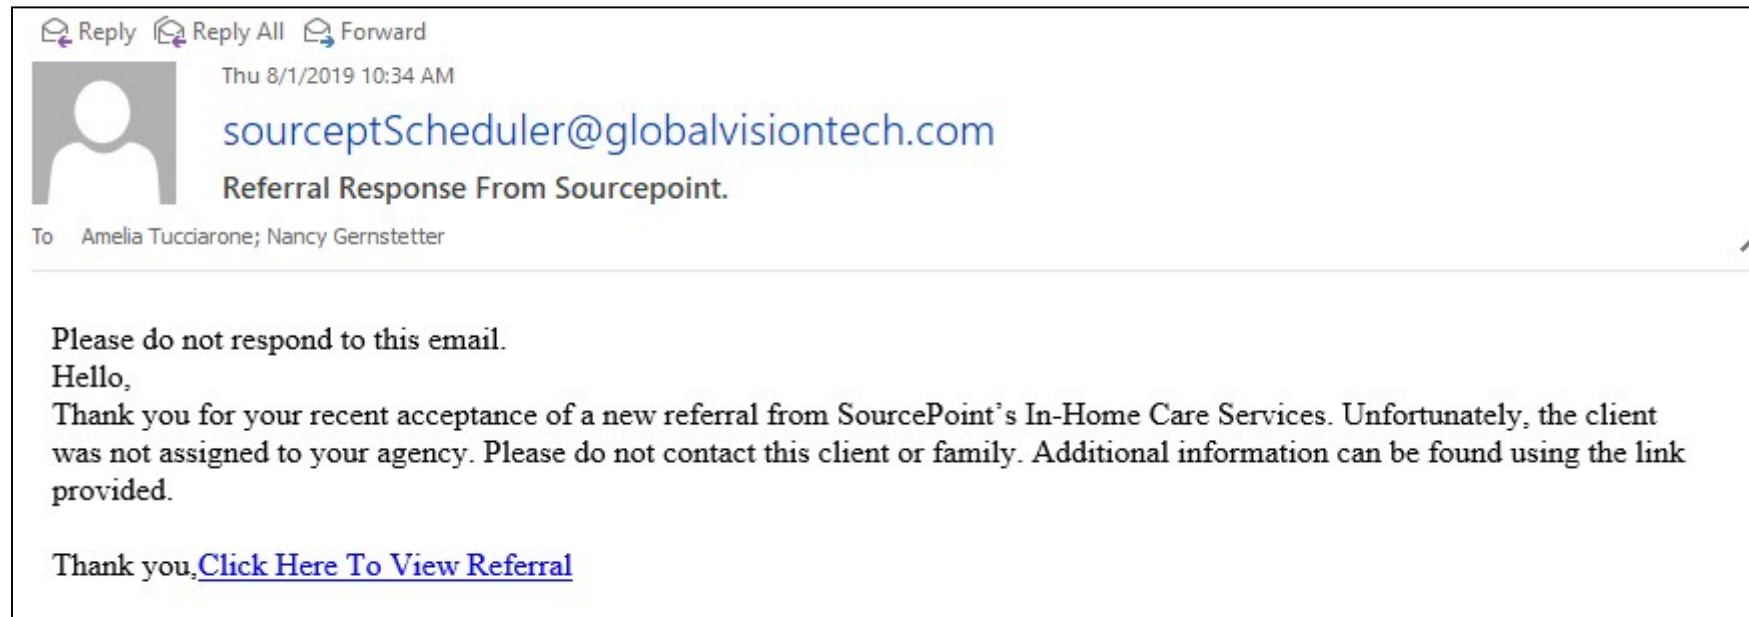 Reply Reply All Forward
Thu 8/1/2019 10:34 AM
sourceptScheduler@globalvisiontech.com
Referral Response From Sourcepoint.
To Amelia Tucciarone; Nancy Gernstetter
Please do not respond to this email.
Hello,
Thank you for your recent acceptance of a new referral from SourcePoint’s In-Home Care Services. Unfortunately, the client
was not assigned to your agency. Please do not contact this client or family. Additional information can be found using the link
provided.
Thank you,Click Here To View Referral